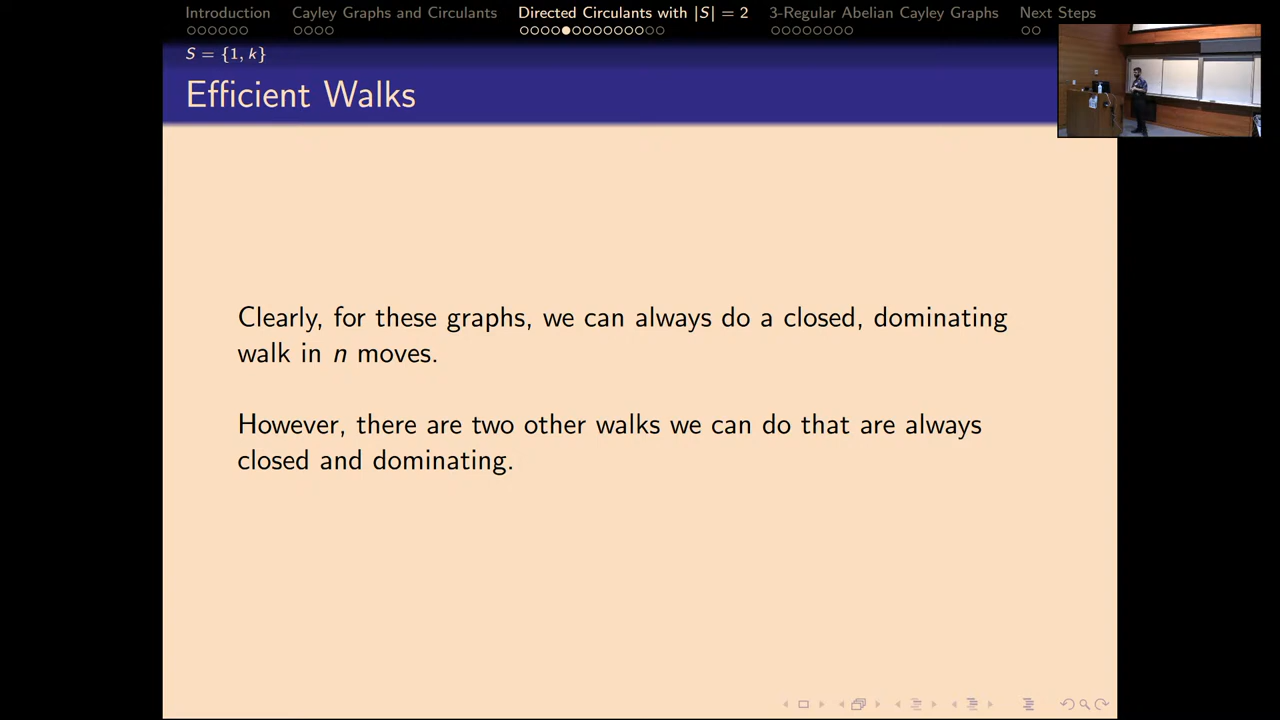 Introduction Cayley Graphs and Circulants Directed Circulants with |S| = 2 3-Regular Abelian Cayley Graphs Next Steps
S = {1, k}
Efficient Walks
Clearly, for these graphs, we can always do a closed, dominating
walk in n moves.
However, there are two other walks we can do that are always
closed and dominating.